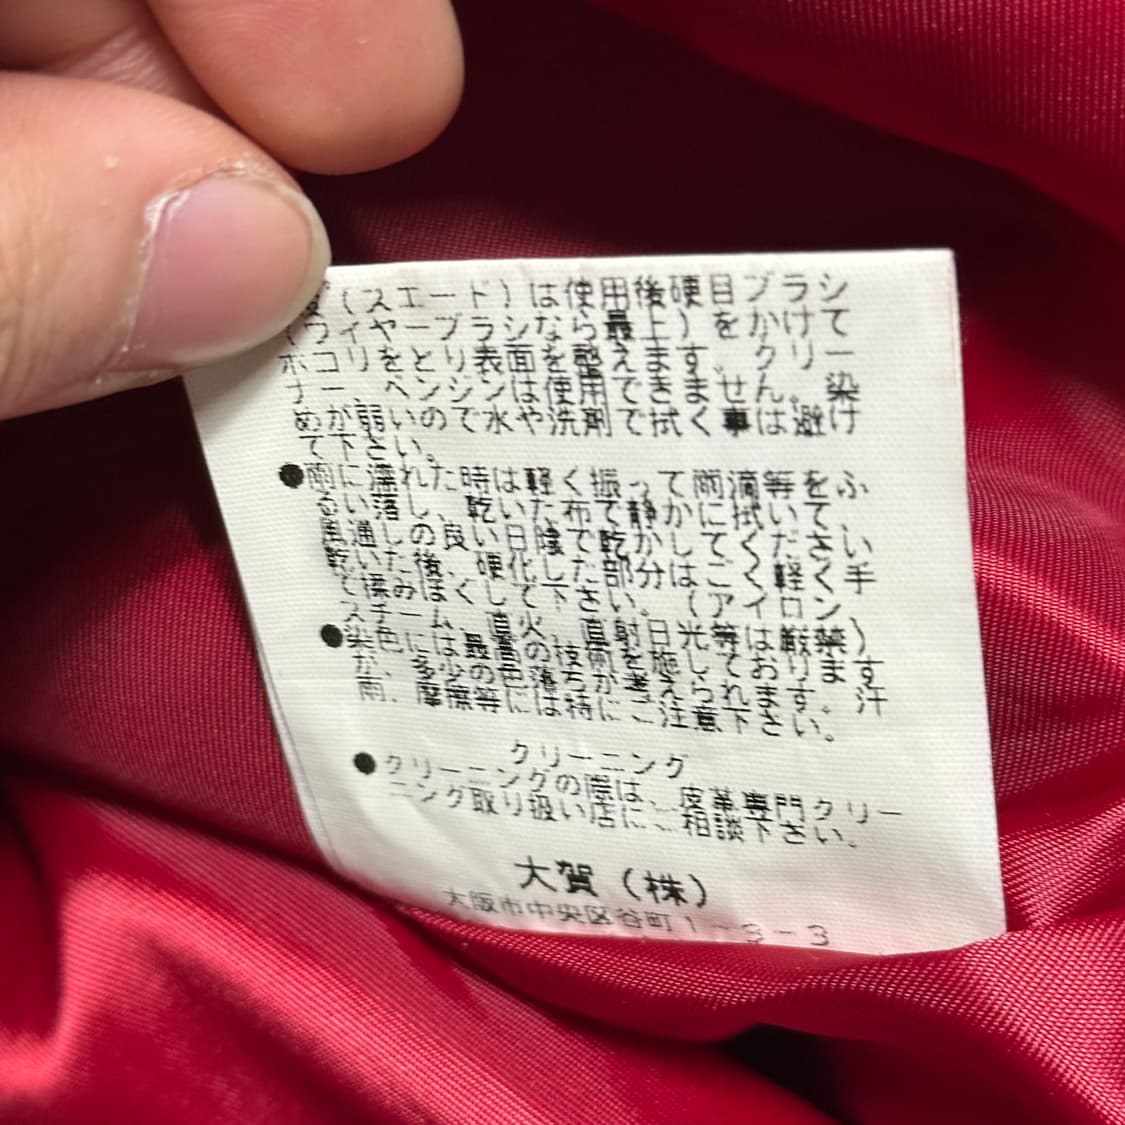 (スエード)は使用後硬目ブラシ
(ワイヤーブラシなら最上)をかけて
ホコリをとり表面を整えます。クリー
ナー、ベンジンは使用できません。染
めが弱いので水や洗剤で拭く事は避け
て下さい。
●雨に濡れた時は軽く振って雨滴等をふ
るい落し、乾いた布で静かに拭いて、
風通しの良い日陰で乾かしてください
乾いた後、硬化した部分はごく軽く手
で揉みほぐして下さい。(アイロン、
スチーム、直火、直射日光等は厳禁)
●染色には最高の技術を施しております
が、多少の色落ちが考えられます。汗
雨、摩擦等には特にご注意下さい。
クリーニング
●クリーニングの際は、皮革専門クリー
ニング取り扱い店にご相談下さい。
大賀(株)
大阪市中央区谷町1-3-3